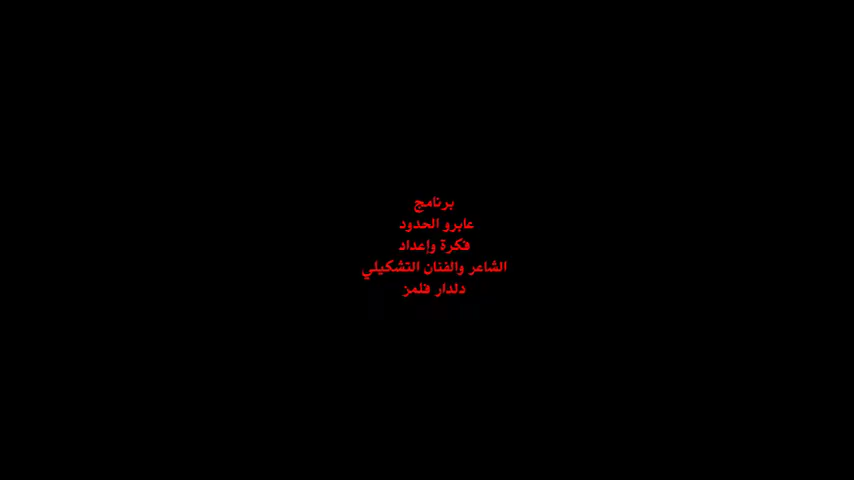 برنامج
عابرو الحدود
فكرة وإعداد
الشاعر والفنان التشكيلي
دلدار فلمز